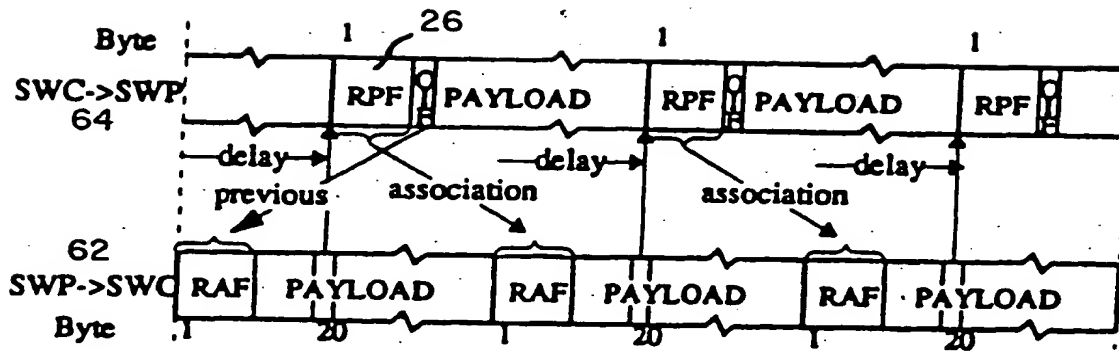 26
Byte 1 1 1
SWC->SWP RPF PAYLOAD RPF PAYLOAD RPF
64
delay delay delay
previous association association
62
SWP->SWC RAF PAYLOAD RAF PAYLOAD RAF PAYLOAD
Byte 1 20 1 20 1 20